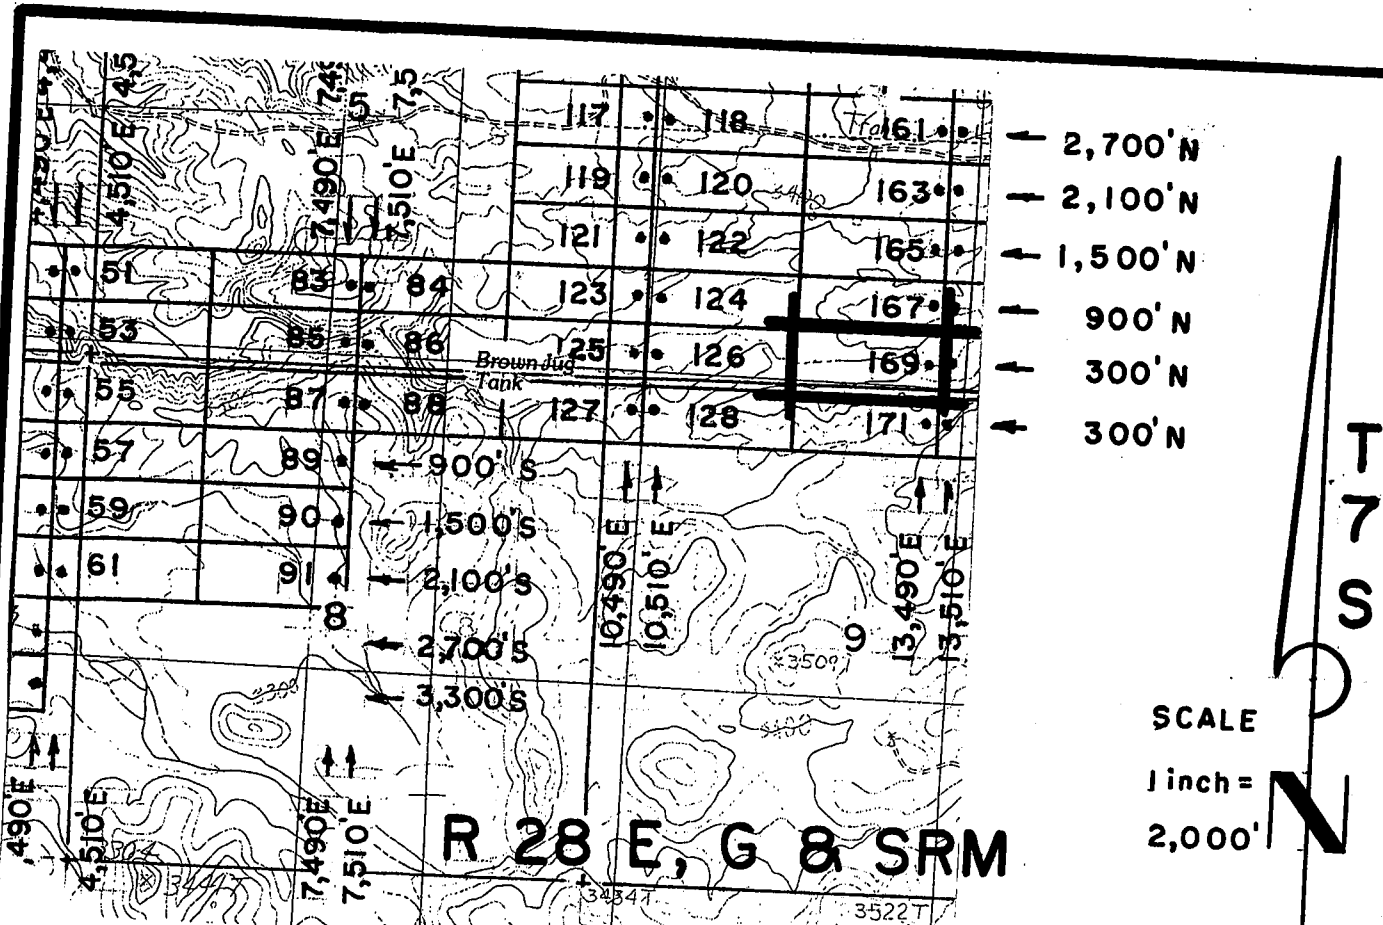 4,510'E 4,5
7,490'E
5
7,510'E 7,5
117 118 161 2,700'N
119 120 163 2,100'N
3400
121 122 165 1,500'N
51 83 84 123 124 167 900'N
53 85 86 125 126 169 300'N
Brown Jug
Tank
55 87 88 127 128 171 300'N
57 89 900'S
59 90 1,500'S
61 91 2,100'S
8
2,700'S
3,300'S
10,490'E
10,510'E
13,490'E
13,510'E
9
×3509
T
7
S
SCALE
1 inch =
2,000'
N
,490'E
4,510'E
7,490'E
7,510'E
R 28 E, G & SRM
3441T
3434T
3522T